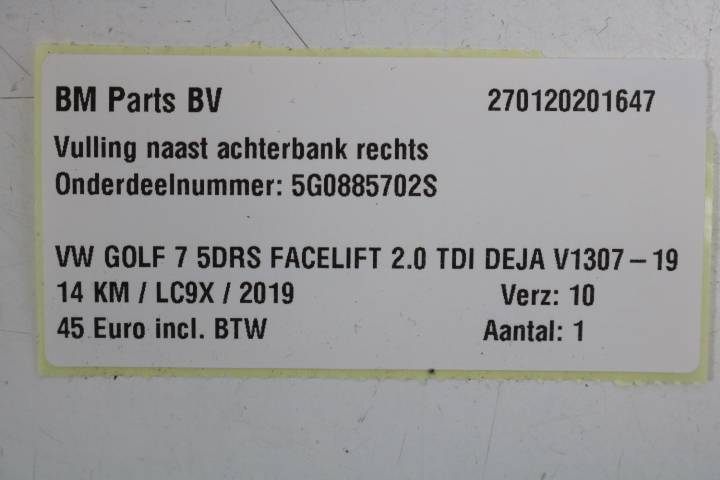 BM Parts BV 270120201647
Vulling naast achterbank rechts
Onderdeelnummer: 5G0885702S
VW GOLF 7 5DRS FACELIFT 2.0 TDI DEJA V1307 – 19
14 KM / LC9X / 2019 Verz: 10
45 Euro incl. BTW Aantal: 1